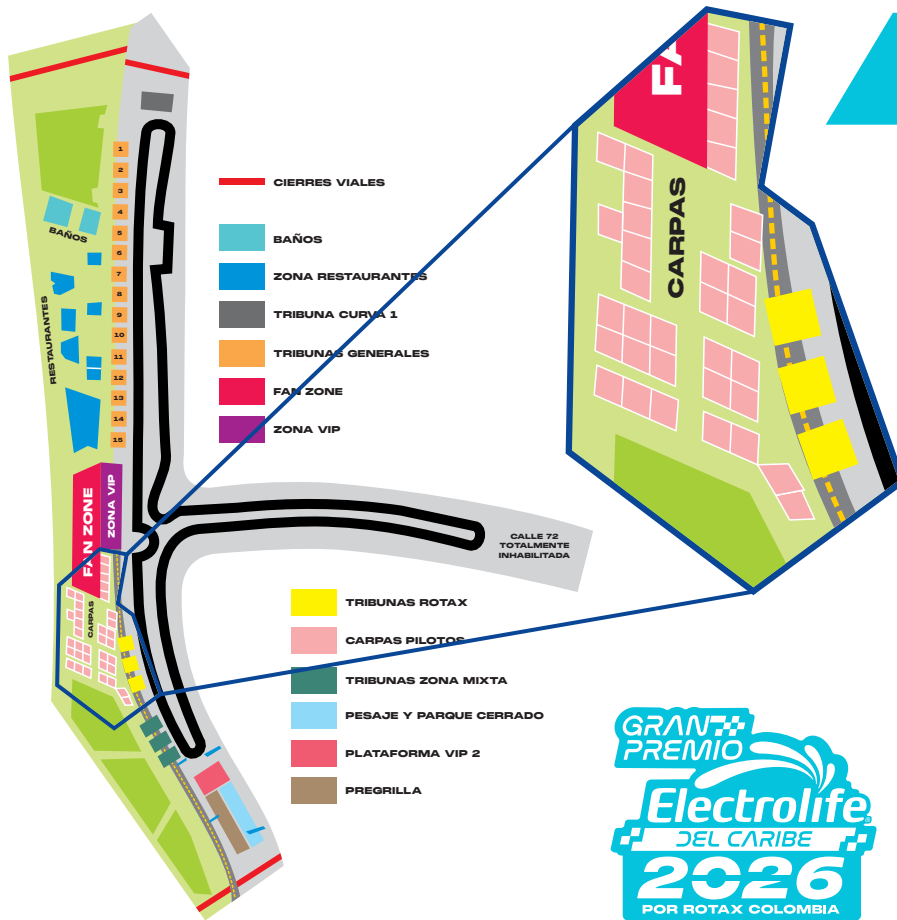 FA
CARPAS
1
2
3
4
5
6
7
8
9
10
11
12
13
14
15
BAÑOS
RESTAURANTES
FAN ZONE
ZONA VIP
CARPAS
CIERRES VIALES
BAÑOS
ZONA RESTAURANTES
TRIBUNA CURVA 1
TRIBUNAS GENERALES
FAN ZONE
ZONA VIP
CALLE 72
TOTALMENTE
INHABILITADA
TRIBUNAS ROTAX
CARPAS PILOTOS
TRIBUNAS ZONA MIXTA
PESAJE Y PARQUE CERRADO
PLATAFORMA VIP 2
PREGRILLA
GRAN
PREMIO
Electrolife
DEL CARIBE
2026
POR ROTAX COLOMBIA